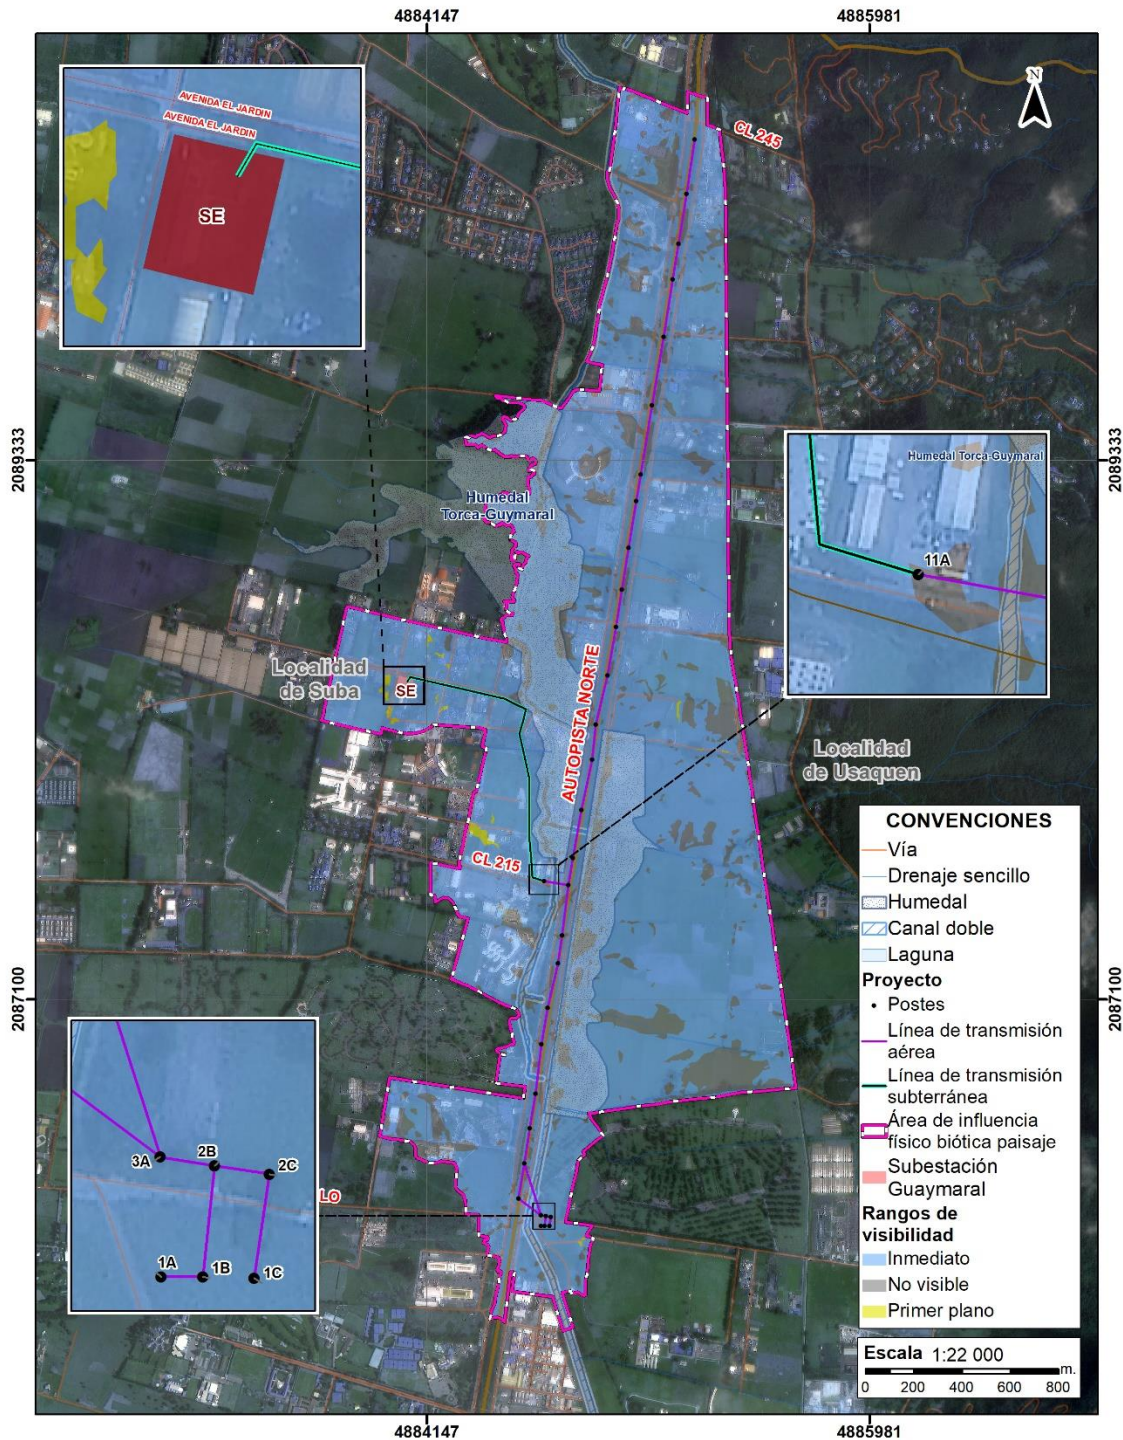 4884147
4885981
N
AVENIDA EL JARDIN
AVENIDA EL JARDIN
SE
CL 245
2089333
2089333
Humedal
Torca-Guymaral
Humedal Torca-Guymaral
11A
Localidad
de Suba
SE
AUTOPISTA NORTE
Localidad
de Usaquen
CL 215
2087100
2087100
3A
2B
2C
1A
1B
1C
LO
CONVENCIONES
Vía
Drenaje sencillo
Humedal
Canal doble
Laguna
Proyecto
Postes
Línea de transmisión
aérea
Línea de transmisión
subterránea
Área de influencia
físico biótica paisaje
Subestación
Guaymaral
Rangos de
visibilidad
Inmediato
No visible
Primer plano
Escala 1:22 000
m.
0 200 400 600 800
4884147
4885981